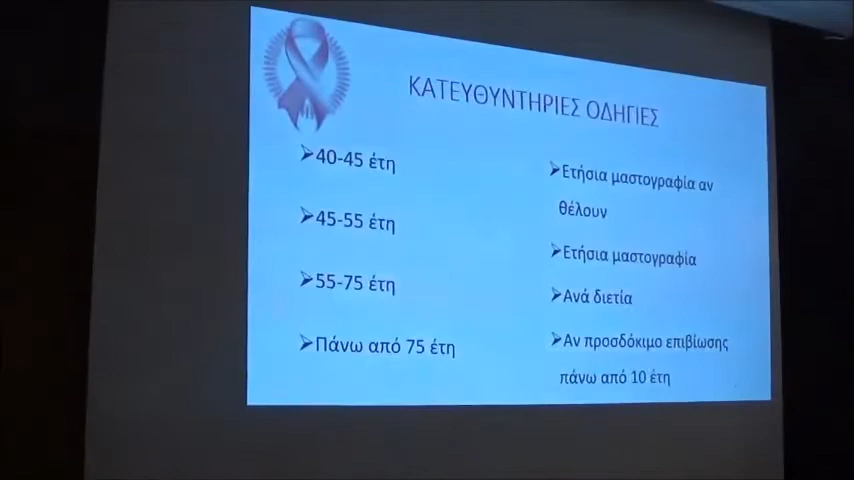 ΚΑΤΕΥΘΥΝΤΗΡΙΕΣ ΟΔΗΓΙΕΣ
➢40-45 έτη
➢45-55 έτη
➢55-75 έτη
➢Πάνω από 75 έτη
➢Ετήσια μαστογραφία αν
θέλουν
➢Ετήσια μαστογραφία
➢Ανά διετία
➢Αν προσδόκιμο επιβίωσης
πάνω από 10 έτη